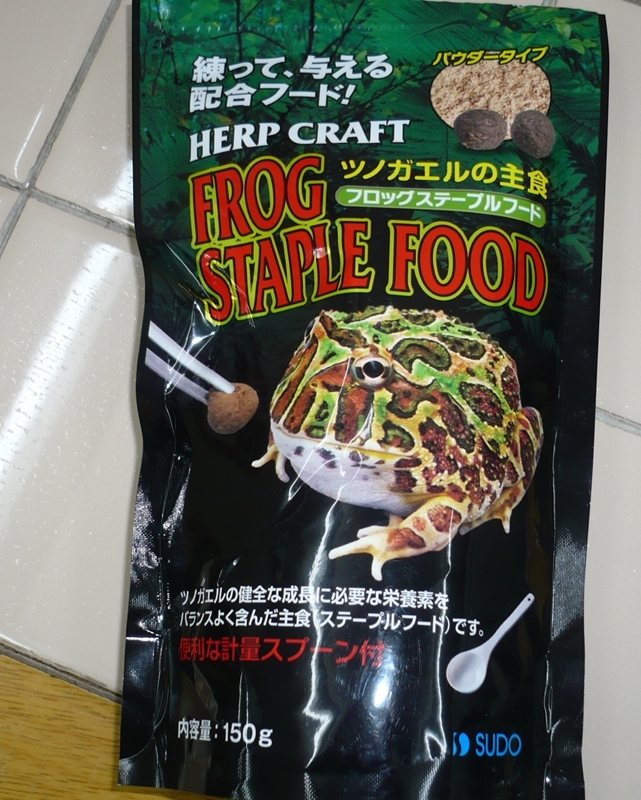 練って、与える
配合フード!
パウダータイプ
HERP CRAFT
ツノガエルの主食
フロッグステープルフード
FROG
STAPLE FOOD
ツノガエルの健全な成長に必要な栄養素を
バランスよく含んだ主食(ステープルフード)です。
便利な計量スプーン付
内容量:150g
SUDO